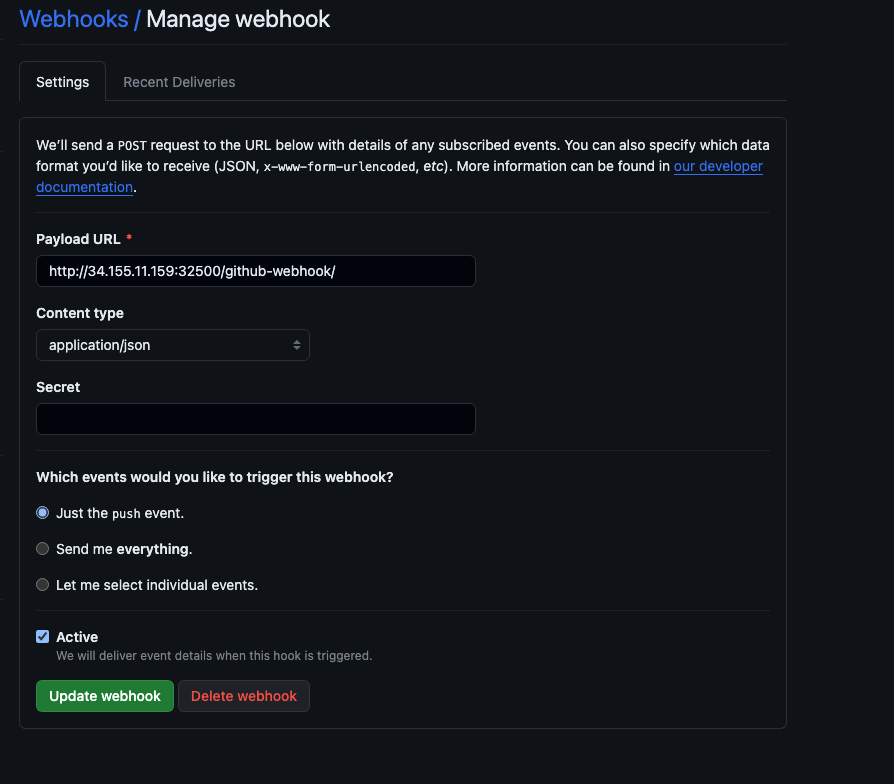 Webhooks / Manage webhook
Settings
Recent Deliveries
We’ll send a POST request to the URL below with details of any subscribed events. You can also specify which data
format you’d like to receive (JSON, x-www-form-urlencoded, etc). More information can be found in our developer
documentation.
Payload URL *
http://34.155.11.159:32500/github-webhook/
Content type
application/json
Secret
Which events would you like to trigger this webhook?
Just the push event.
Send me everything.
Let me select individual events.
Active
We will deliver event details when this hook is triggered.
Update webhook
Delete webhook